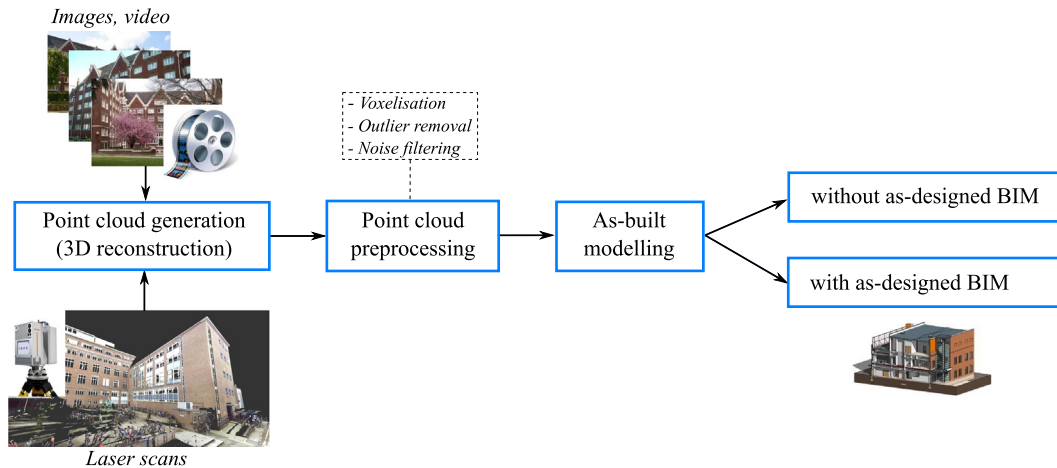 Images, video
- Voxelisation
- Outlier removal
- Noise filtering
Point cloud generation
(3D reconstruction)
Point cloud
preprocessing
As-built
modelling
without as-designed BIM
with as-designed BIM
Laser scans